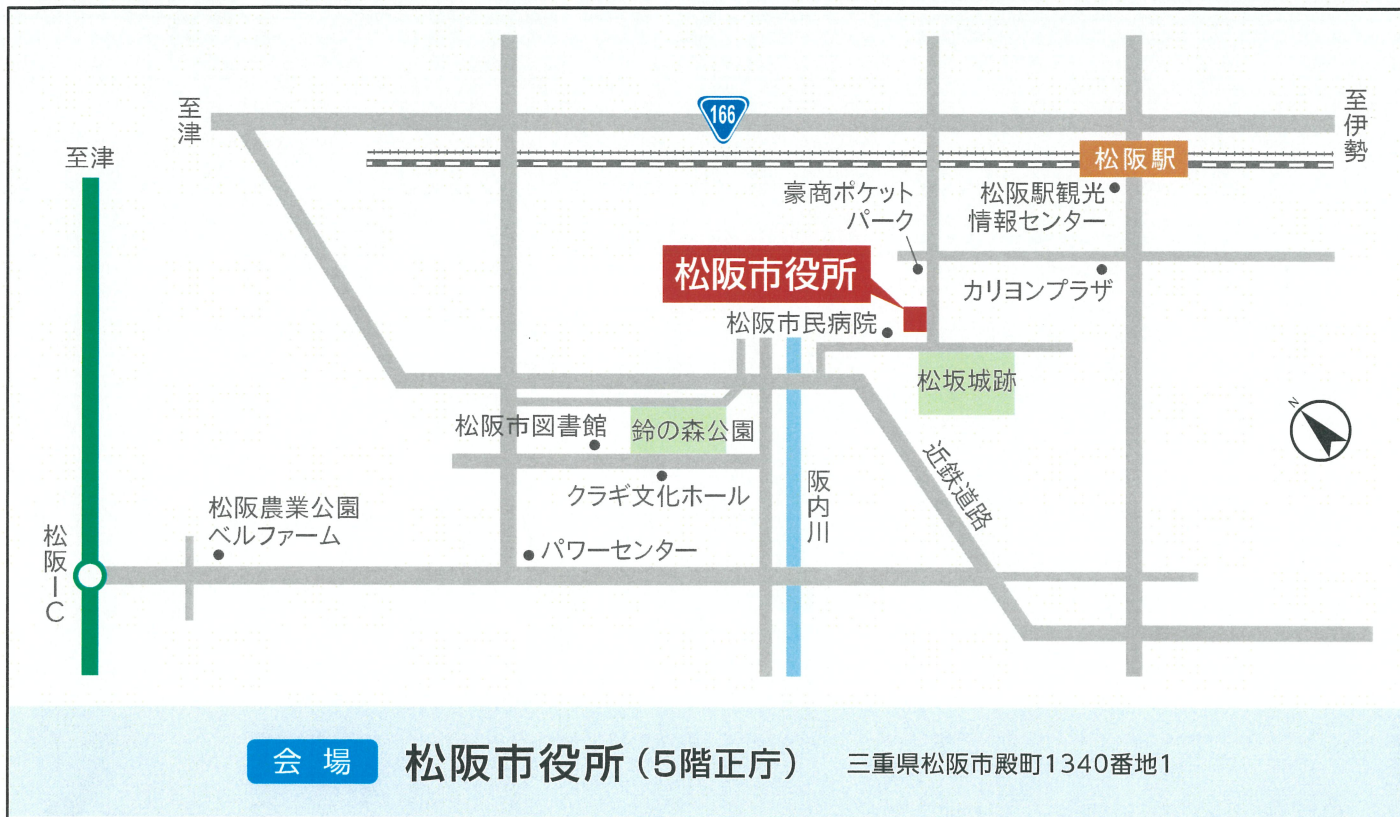 至津
166
至伊勢
至津
松阪駅
豪商ポケット
パーク
松阪駅観光
情報センター
松阪市役所
カリヨンプラザ
松阪市民病院
松坂城跡
N
松阪市図書館
鈴の森公園
近鉄道路
阪内川
クラギ文化ホール
松阪農業公園
ベルファーム
松阪IC
パワーセンター
会場
松阪市役所(5階正庁)
三重県松阪市殿町1340番地1